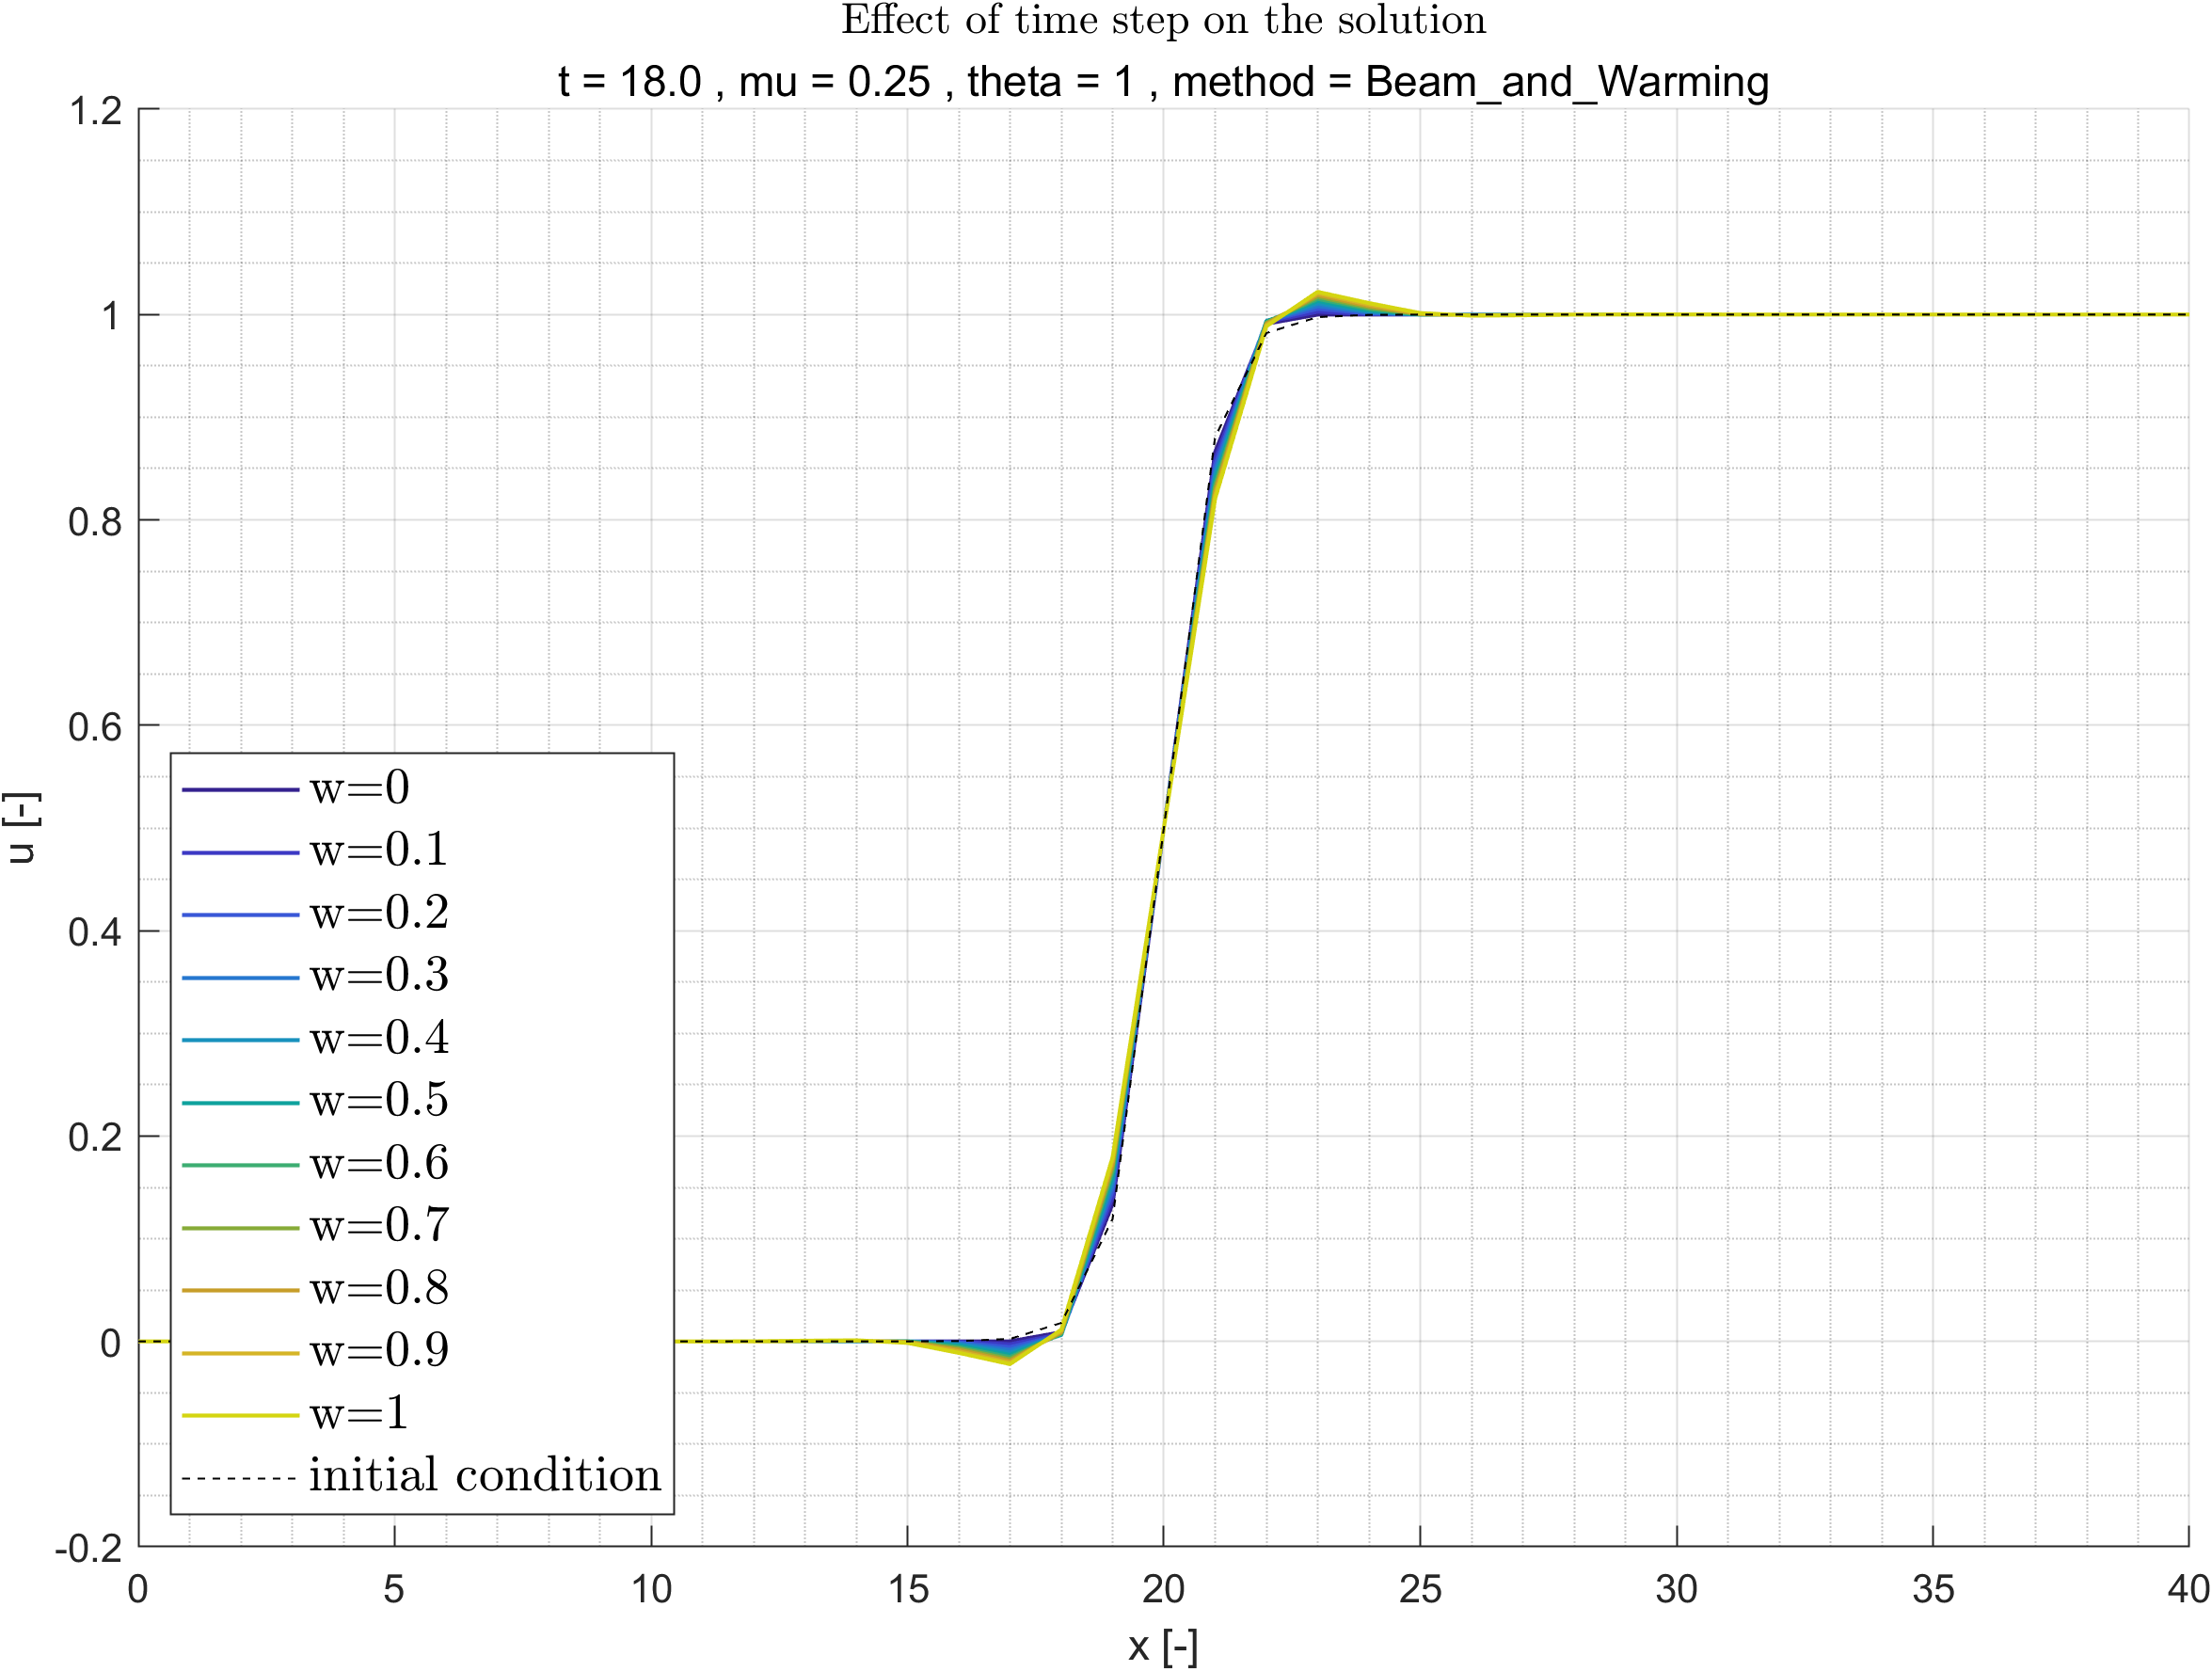 Effect of time step on the solution
t = 18.0 , mu = 0.25 , theta = 1 , method = Beam_and_Warming
1.2
1
0.8
0.6
0.4
0.2
0
-0.2
u [-]
w=0
w=0.1
w=0.2
w=0.3
w=0.4
w=0.5
w=0.6
w=0.7
w=0.8
w=0.9
w=1
initial condition
0 5 10 15 20 25 30 35 40
x [-]